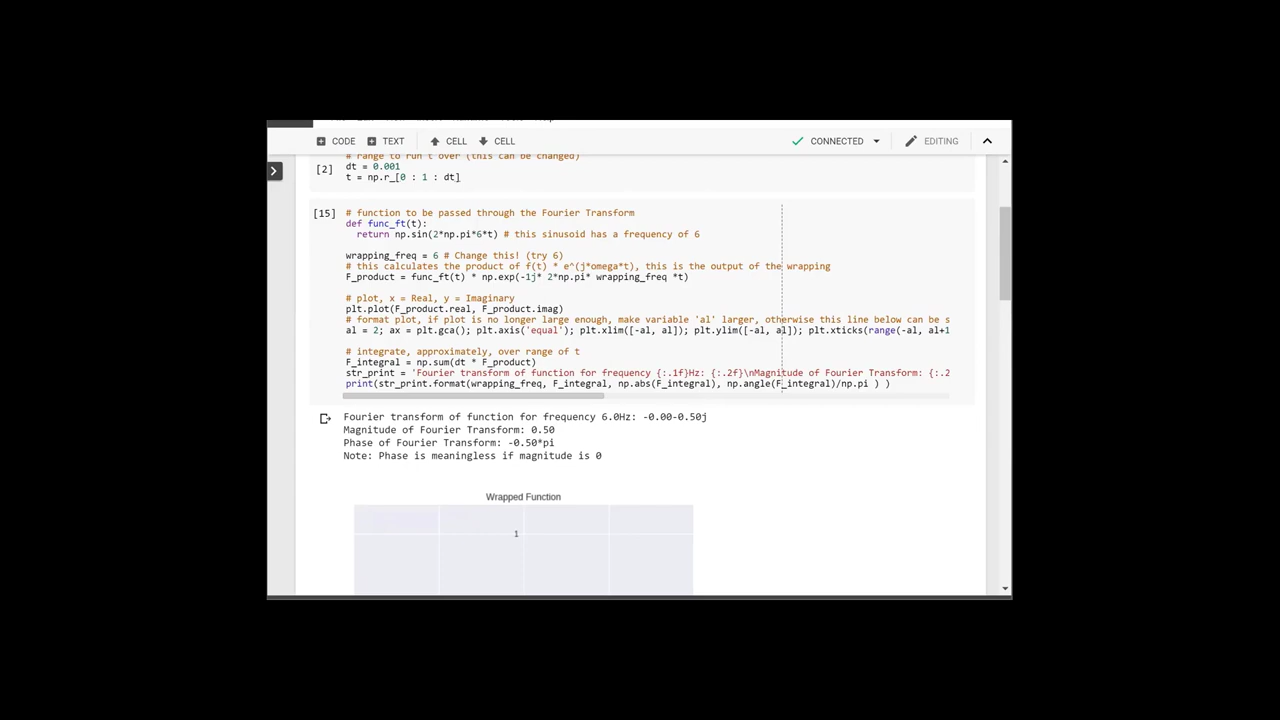 CODE TEXT CELL CELL CONNECTED EDITING
# range to run t over (this can be changed)
[2] dt = 0.001
t = np.r_[0 : 1 : dt]
[15] # function to be passed through the Fourier Transform
def func_ft(t):
return np.sin(2*np.pi*6*t) # this sinusoid has a frequency of 6
wrapping_freq = 6 # Change this! (try 6)
# this calculates the product of f(t) * e^(j*omega*t), this is the output of the wrapping
F_product = func_ft(t) * np.exp(-1j* 2*np.pi* wrapping_freq *t)
# plot, x = Real, y = Imaginary
plt.plot(F_product.real, F_product.imag)
# format plot, if plot is no longer large enough, make variable 'al' larger, otherwise this line below can be s
al = 2; ax = plt.gca(); plt.axis('equal'); plt.xlim([-al, al]); plt.ylim([-al, al]); plt.xticks(range(-al, al+1
# integrate, approximately, over range of t
F_integral = np.sum(dt * F_product)
str_print = 'Fourier transform of function for frequency {:.1f}Hz: {:.2f}\nMagnitude of Fourier Transform: {:.2
print(str_print.format(wrapping_freq, F_integral, np.abs(F_integral), np.angle(F_integral)/np.pi ) )
Fourier transform of function for frequency 6.0Hz: -0.00-0.50j
Magnitude of Fourier Transform: 0.50
Phase of Fourier Transform: -0.50*pi
Note: Phase is meaningless if magnitude is 0
Wrapped Function
1